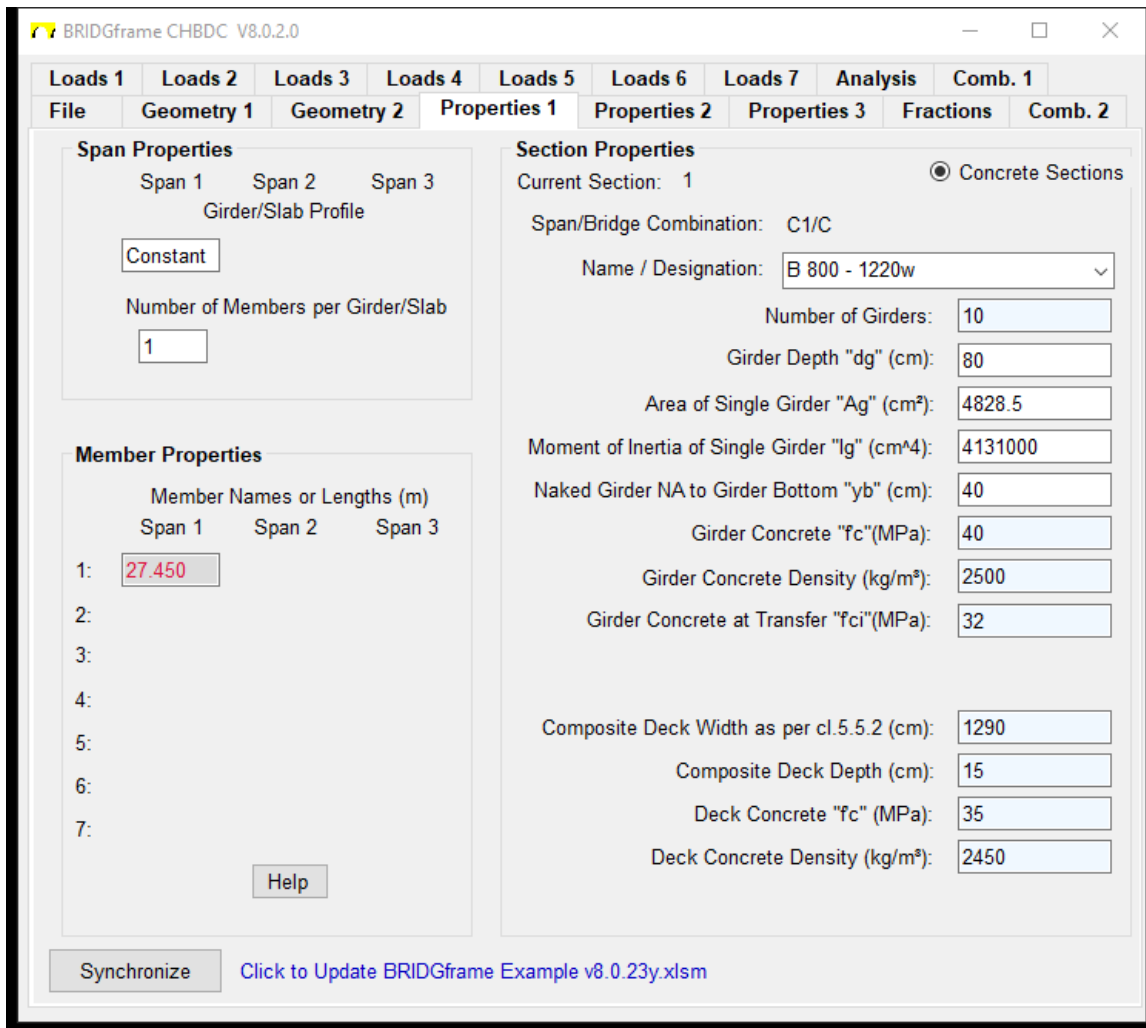 BRIDGframe CHBDC V8.0.2.0
Loads 1 Loads 2 Loads 3 Loads 4 Loads 5 Loads 6 Loads 7 Analysis Comb. 1
File Geometry 1 Geometry 2 Properties 1 Properties 2 Properties 3 Fractions Comb. 2
Span Properties
Span 1 Span 2 Span 3
Girder/Slab Profile
Constant
Number of Members per Girder/Slab
1
Member Properties
Member Names or Lengths (m)
Span 1 Span 2 Span 3
1: 27.450
2:
3:
4:
5:
6:
7:
Help
Section Properties
Current Section: 1 Concrete Sections
Span/Bridge Combination: C1/C
Name / Designation: B 800 - 1220w
Number of Girders: 10
Girder Depth "dg" (cm): 80
Area of Single Girder "Ag" (cm²): 4828.5
Moment of Inertia of Single Girder "Ig" (cm^4): 4131000
Naked Girder NA to Girder Bottom "yb" (cm): 40
Girder Concrete "f'c"(MPa): 40
Girder Concrete Density (kg/m³): 2500
Girder Concrete at Transfer "f'ci"(MPa): 32
Composite Deck Width as per cl.5.5.2 (cm): 1290
Composite Deck Depth (cm): 15
Deck Concrete "f'c" (MPa): 35
Deck Concrete Density (kg/m³): 2450
Synchronize Click to Update BRIDGframe Example v8.0.23y.xlsm